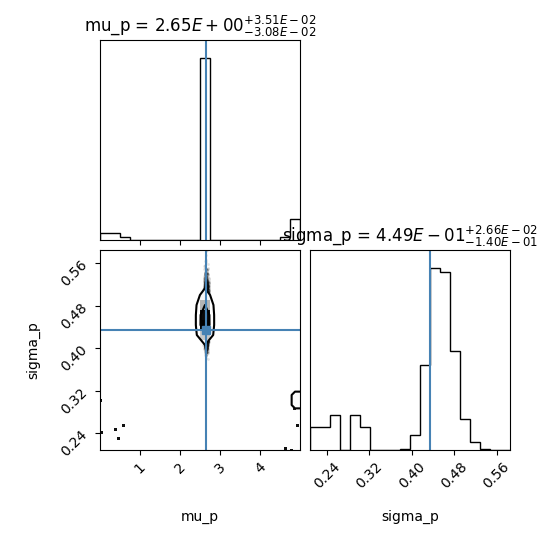 mu_p = 2.65E + 00+3.51E − 02 −3.08E − 02
sigma_p = 4.49E − 01+2.66E − 02 −1.40E − 01
0.56
0.48
0.40
0.32
0.24
sigma_p
1 2 3 4
0.24 0.32 0.40 0.48 0.56
mu_p
sigma_p